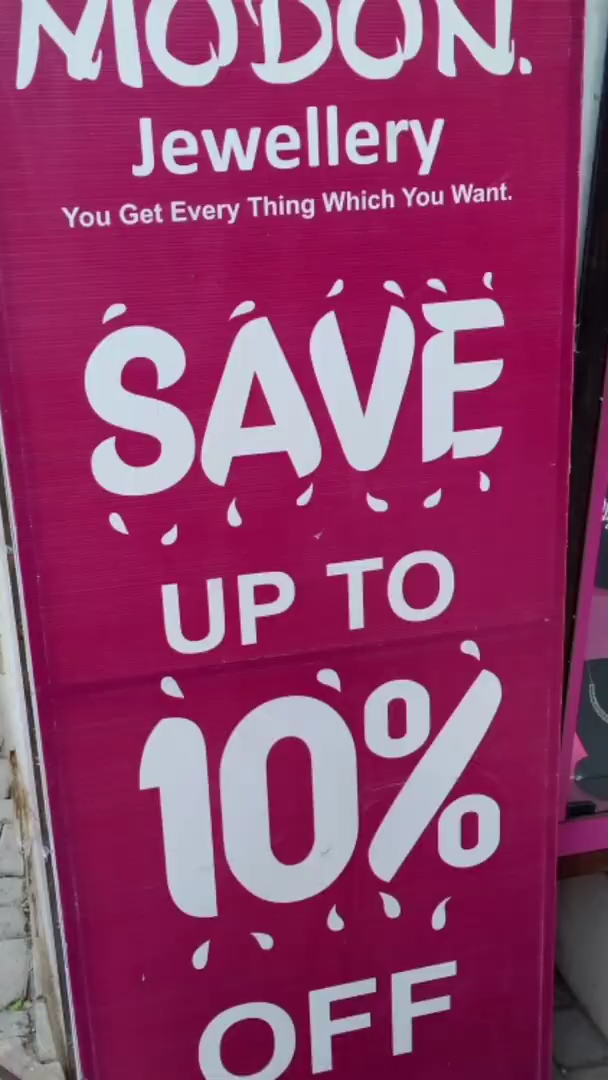 MODON.
Jewellery
You Get Every Thing Which You Want.
SAVE
UP TO
10%
OFF